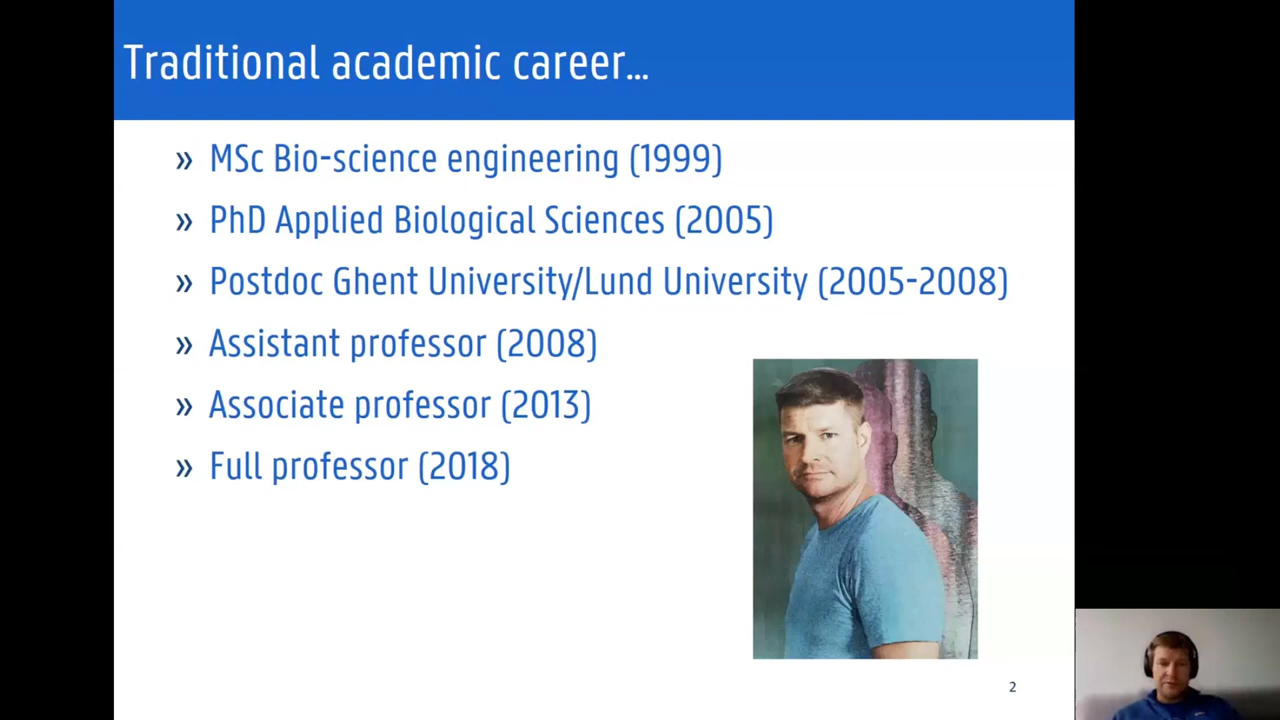 Traditional academic career...
» MSc Bio-science engineering (1999)
» PhD Applied Biological Sciences (2005)
» Postdoc Ghent University/Lund University (2005-2008)
» Assistant professor (2008)
» Associate professor (2013)
» Full professor (2018)
2